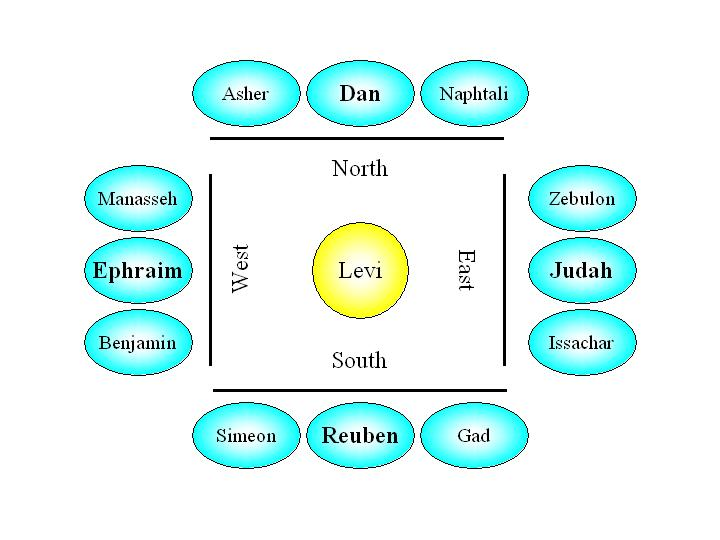 Asher
Dan
Naphtali
North
Manasseh
Zebulon
West
Levi
East
Ephraim
Judah
Benjamin
Issachar
South
Simeon
Reuben
Gad